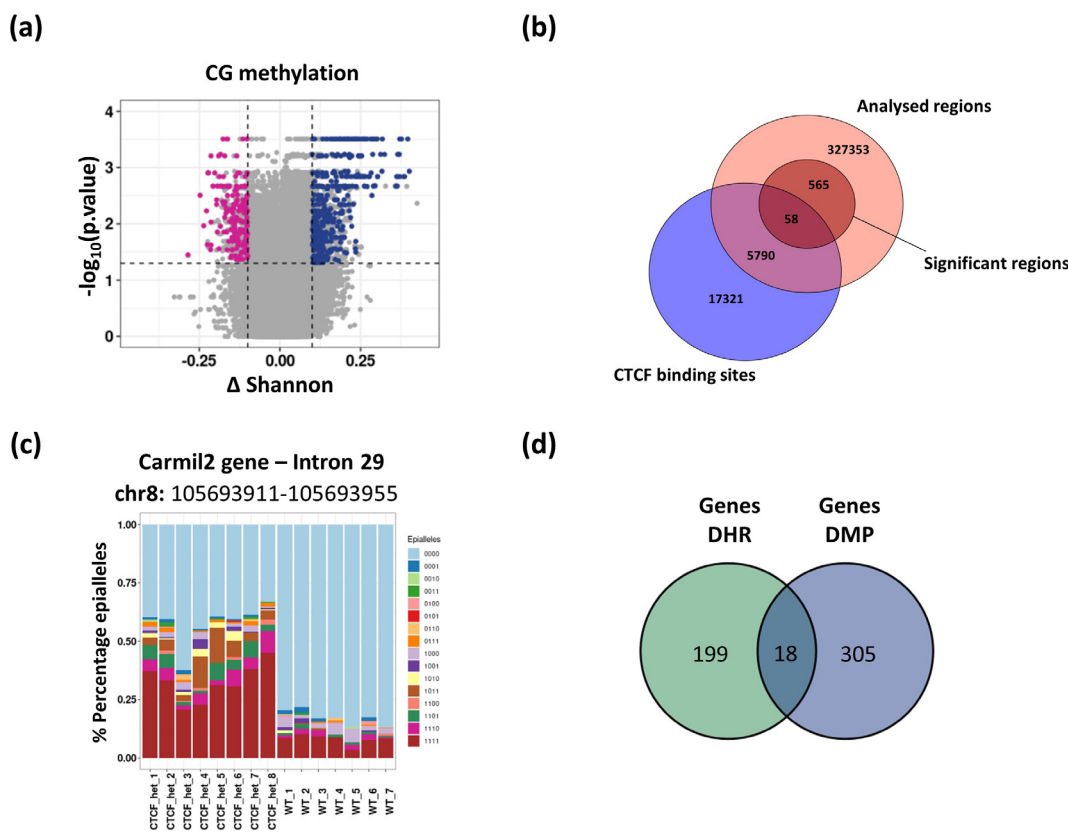 (a)
CG methylation
-log10(p.value)
4
3
2
1
0
-0.25
0.00
0.25
Δ Shannon
(b)
Analysed regions
327353
565
58
5790
17321
Significant regions
CTCF binding sites
(c)
Carmil2 gene – Intron 29
chr8: 105693911-105693955
% Percentage epialleles
1.00
0.75
0.50
0.25
0.00
CTCF_het_1
CTCF_het_2
CTCF_het_3
CTCF_het_4
CTCF_het_5
CTCF_het_6
CTCF_het_7
CTCF_het_8
WT_1
WT_2
WT_3
WT_4
WT_5
WT_6
WT_7
Epialleles
0000
0001
0010
0011
0100
0101
0110
0111
1000
1001
1010
1011
1100
1101
1110
1111
(d)
Genes
DHR
Genes
DMP
199
18
305